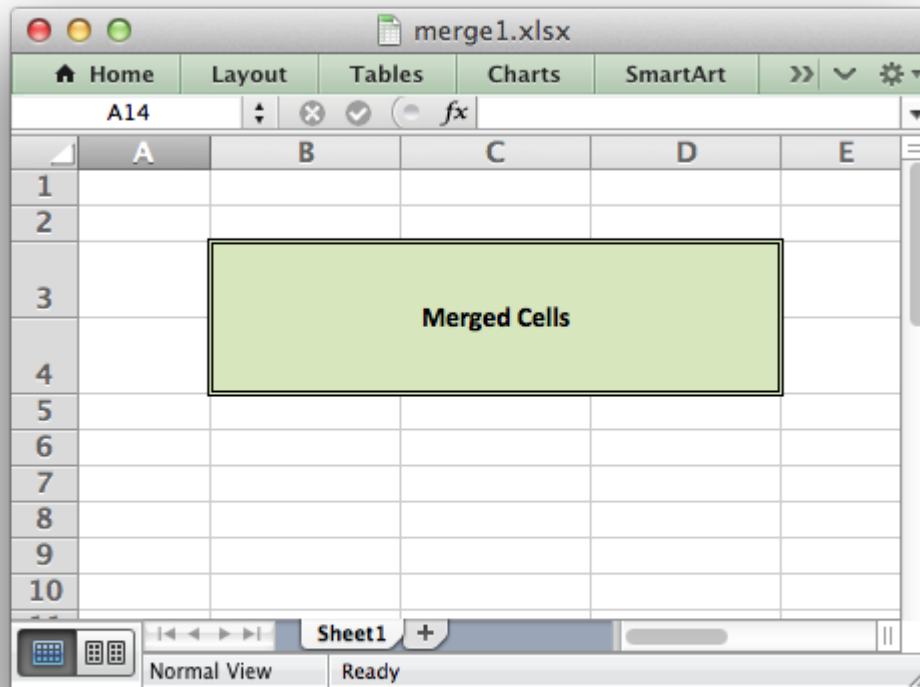 merge1.xlsx
Home Layout Tables Charts SmartArt
A14 fx
A B C D E
1
2
3
Merged Cells
4
5
6
7
8
9
10
Sheet1 +
Normal View Ready